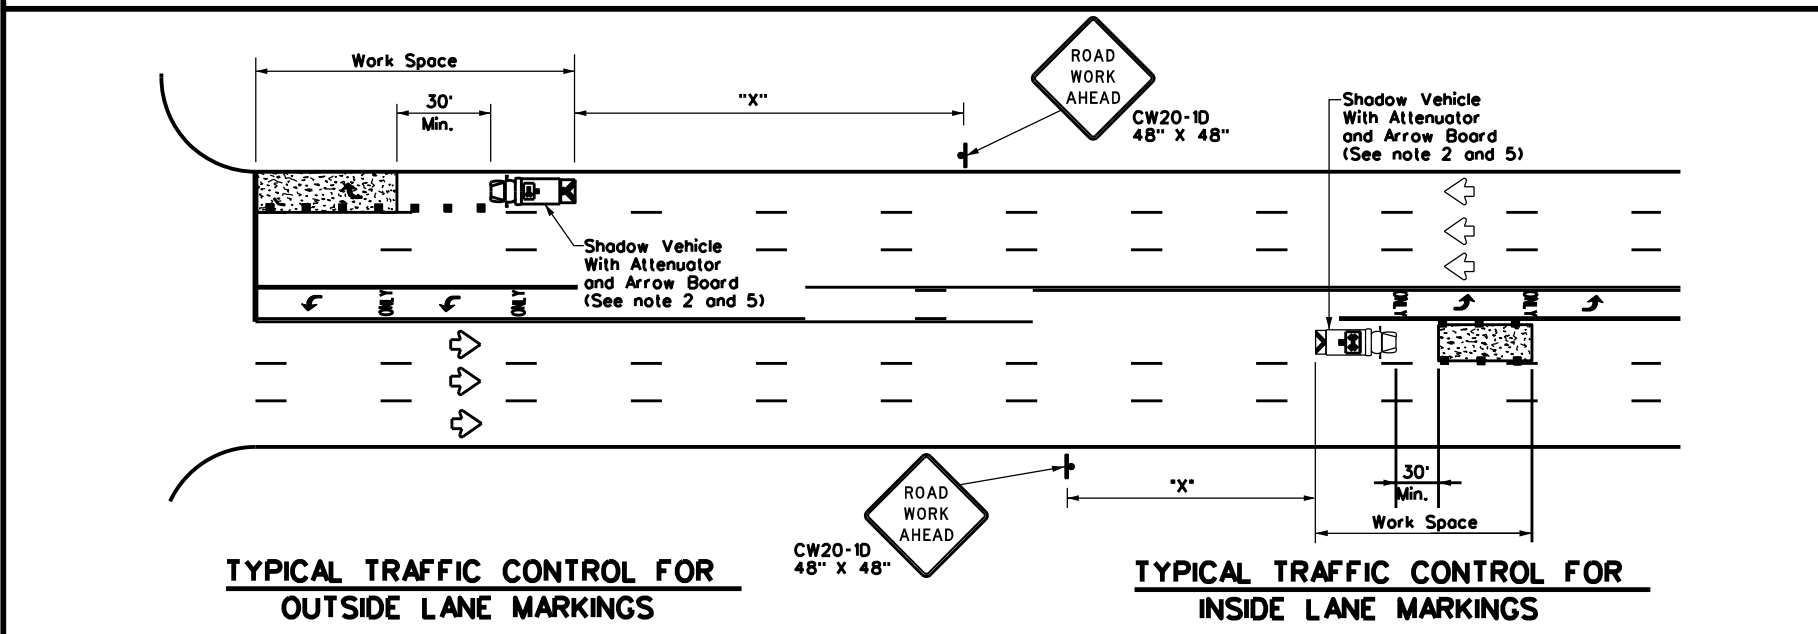 Work Space
30'
Min.
"X"
ROAD
WORK
AHEAD
CW20-1D
48" X 48"
Shadow Vehicle
With Attenuator
and Arrow Board
(See note 2 and 5)
Shadow Vehicle
With Attenuator
and Arrow Board
(See note 2 and 5)
ONLY
ONLY
ONLY
ONLY
ROAD
WORK
AHEAD
CW20-1D
48" X 48"
"X"
30'
Min.
Work Space
TYPICAL TRAFFIC CONTROL FOR
OUTSIDE LANE MARKINGS
TYPICAL TRAFFIC CONTROL FOR
INSIDE LANE MARKINGS